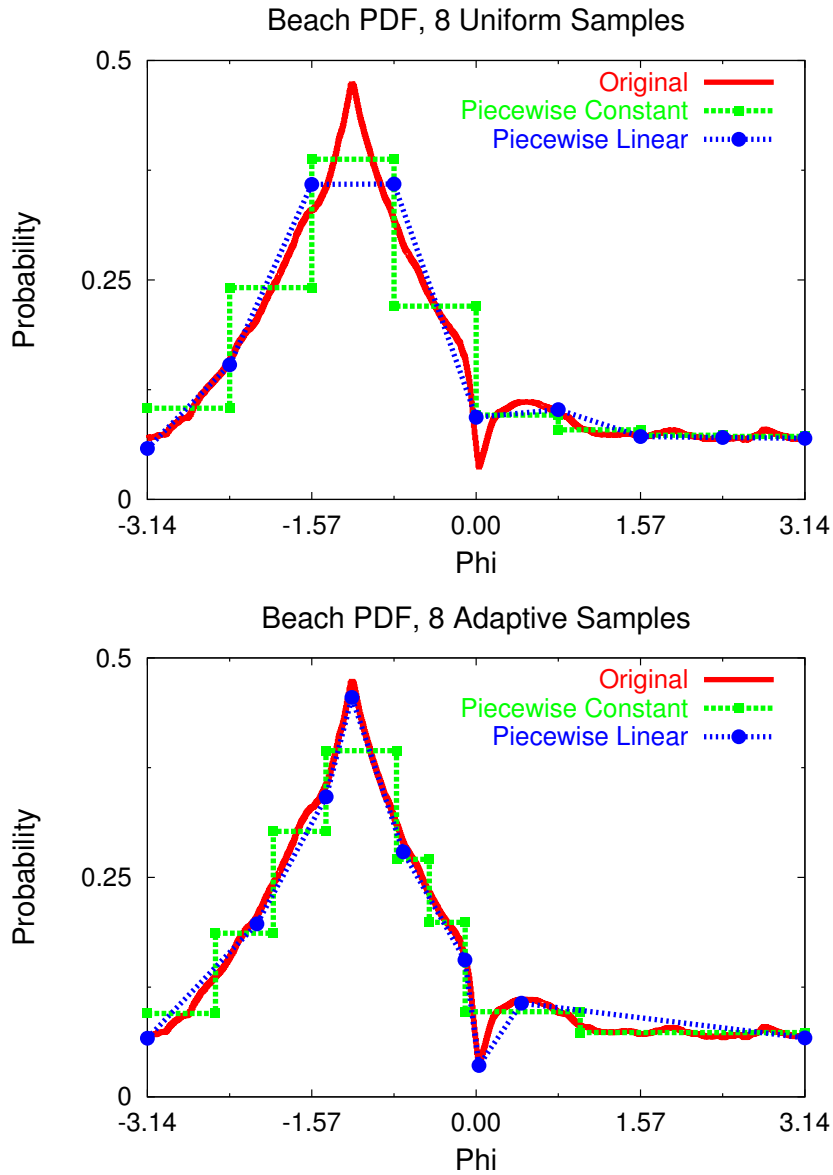 Beach PDF, 8 Uniform Samples
0.5
Original
Piecewise Constant
Piecewise Linear
Probability
0.25
0
-3.14
-1.57
0.00
1.57
3.14
Phi
Beach PDF, 8 Adaptive Samples
0.5
Original
Piecewise Constant
Piecewise Linear
Probability
0.25
0
-3.14
-1.57
0.00
1.57
3.14
Phi